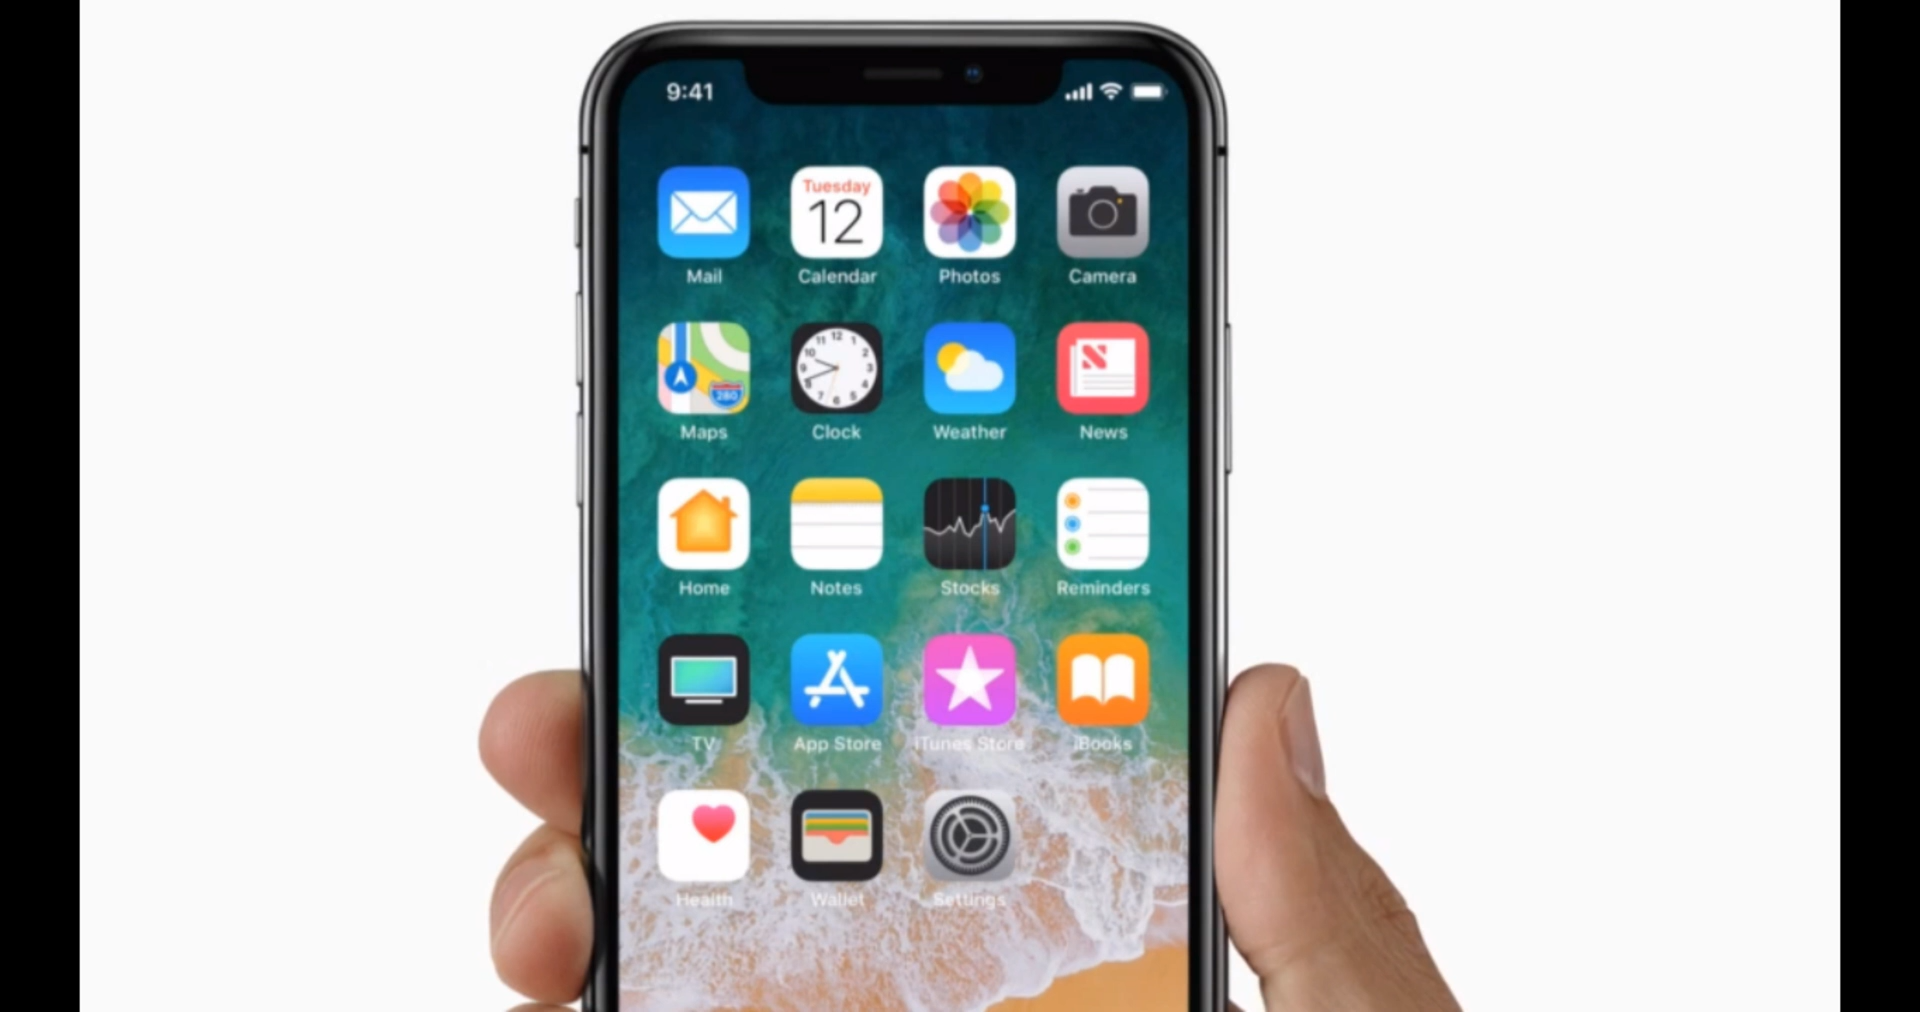 9:41
Tuesday
12
Mail Calendar Photos Camera
280
Maps Clock Weather News
Home Notes Stocks Reminders
TV App Store iTunes Store iBooks
Health Wallet Settings